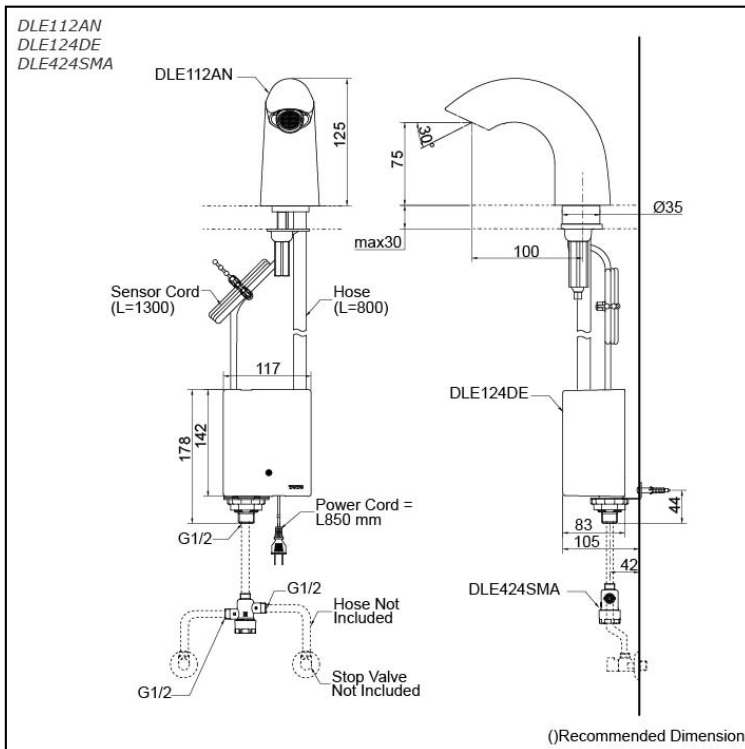 DLE112AN
DLE124DE
DLE424SMA
DLE112AN
125
30°
75
Ø35
max30
100
Sensor Cord
(L=1300)
Hose
(L=800)
117
DLE124DE
178
142
TOTO
Power Cord =
L850 mm
44
G1/2
83
105
42
G1/2
DLE424SMA
Hose Not
Included
G1/2
Stop Valve
Not Included
()Recommended Dimension